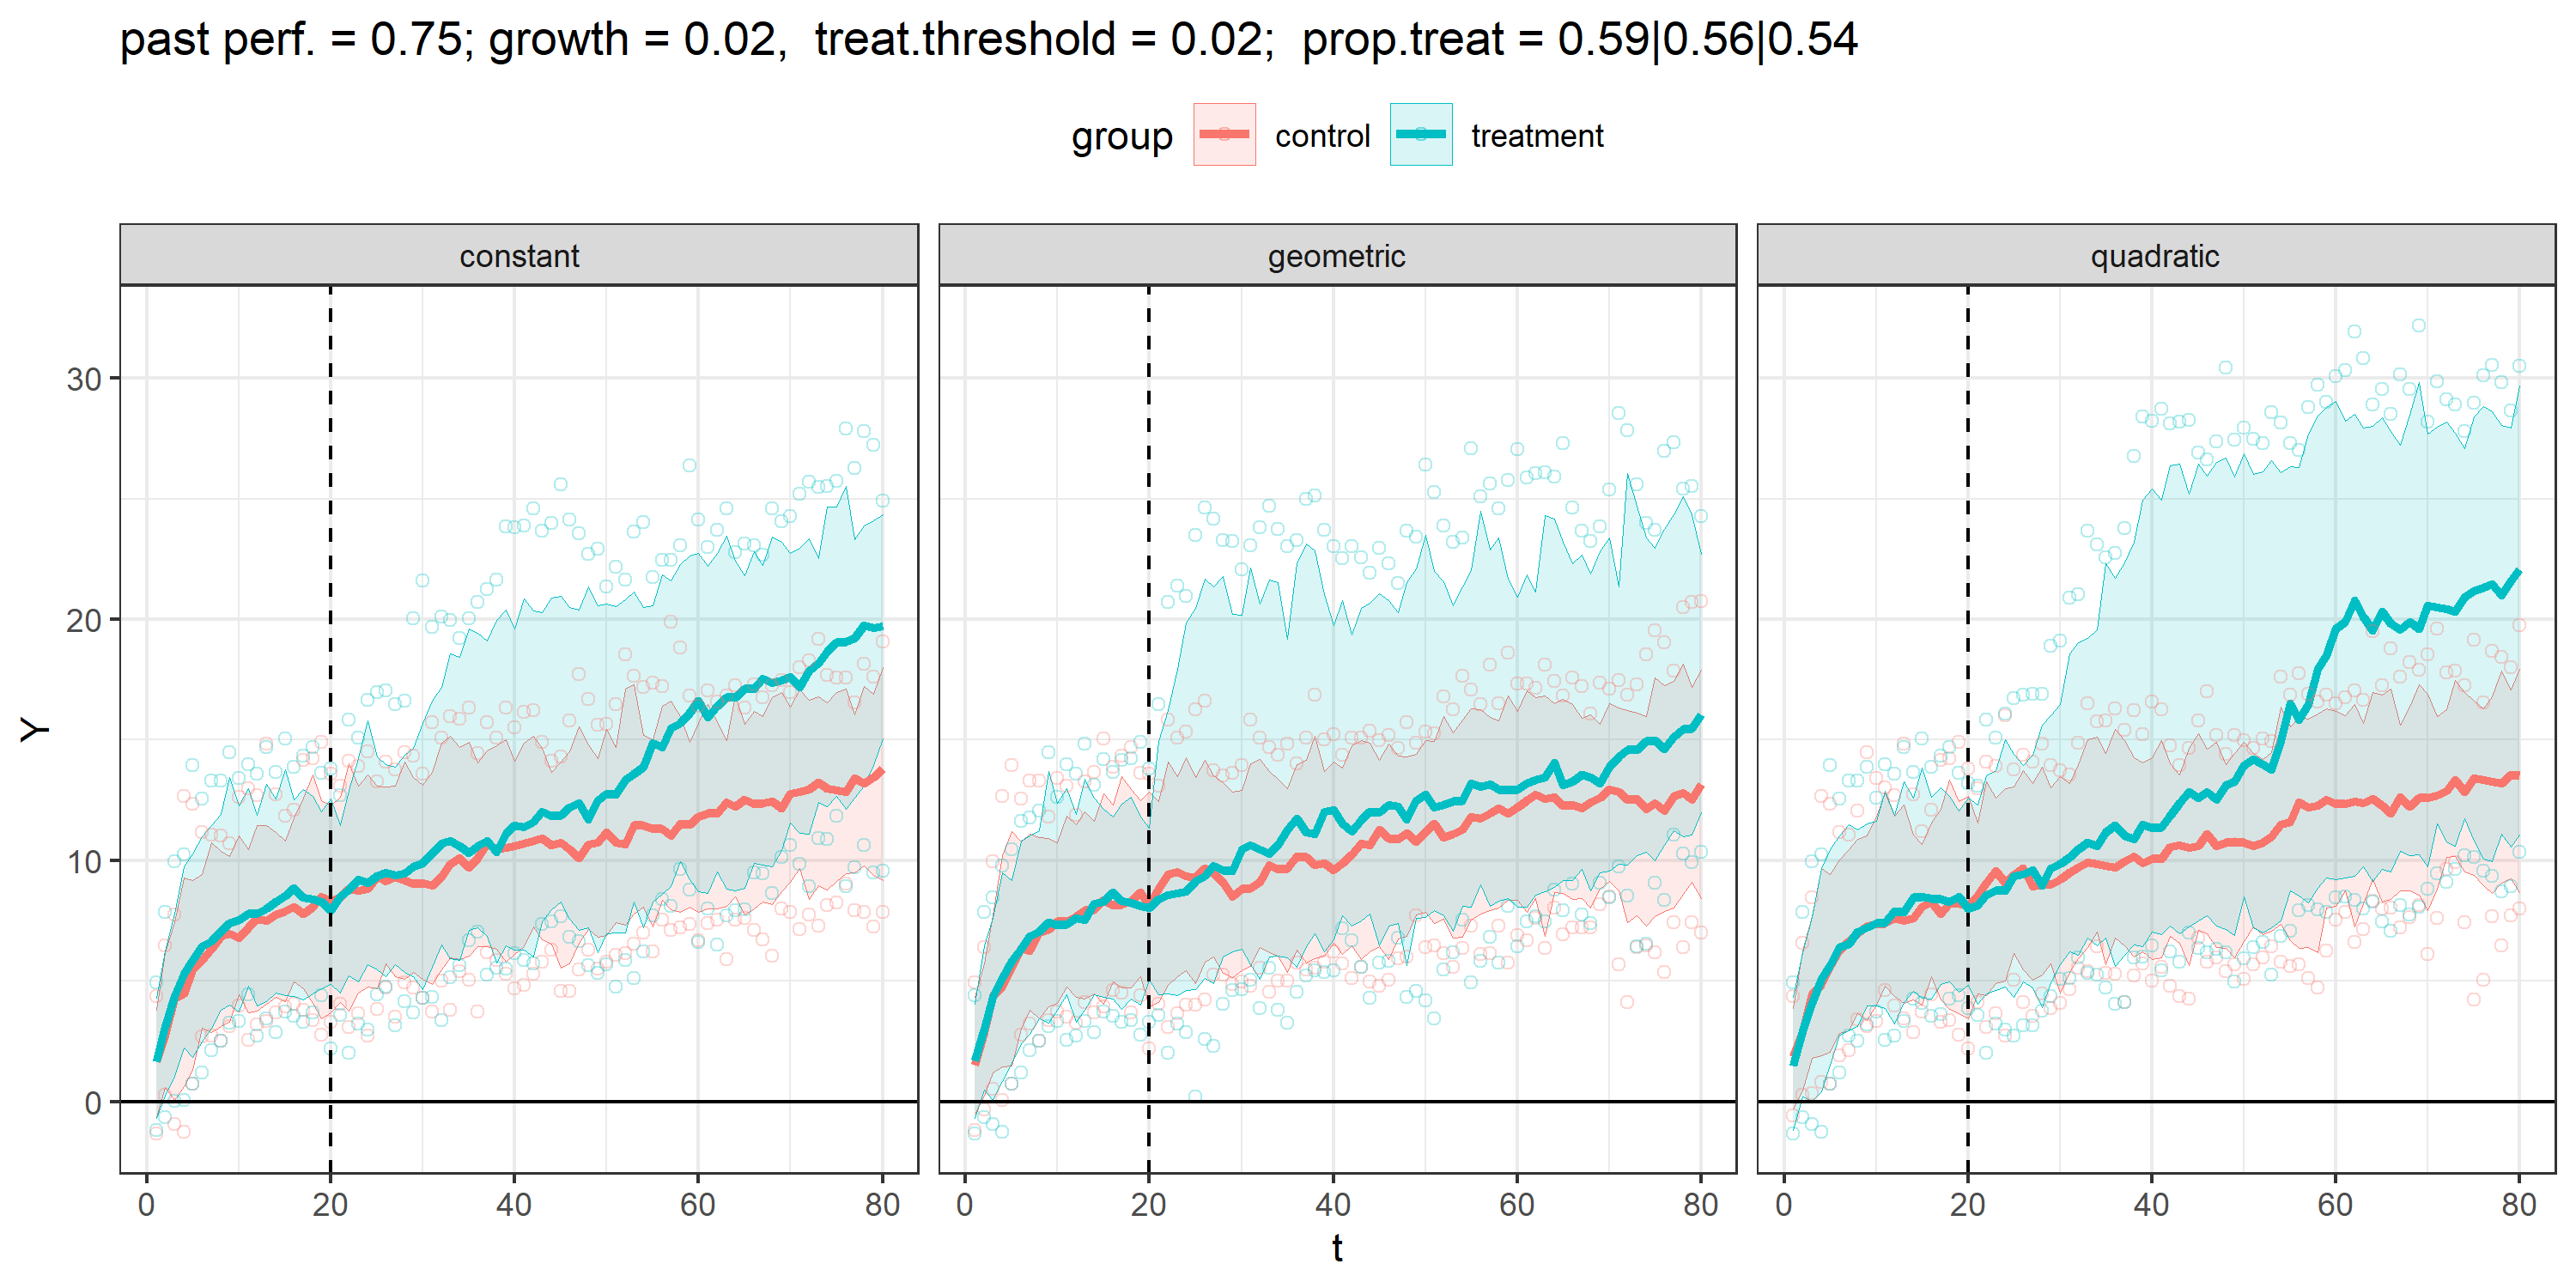 past perf. = 0.75; growth = 0.02,  treat.threshold = 0.02;  prop.treat = 0.59|0.56|0.54
group control treatment
constant geometric quadratic
Y
30
20
10
0
0 20 40 60 80 0 20 40 60 80 0 20 40 60 80
t